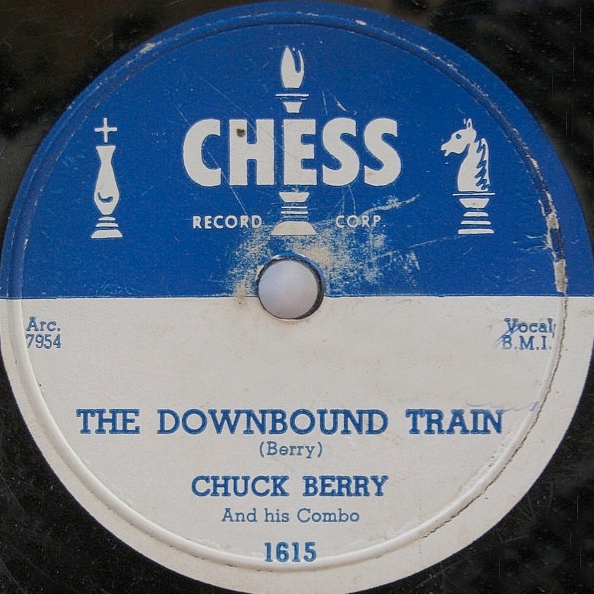 CHESS
RECORD CORP
Arc. Vocal
7954 B.M.I.
THE DOWNBOUND TRAIN
(Berry)
CHUCK BERRY
And his Combo
1615